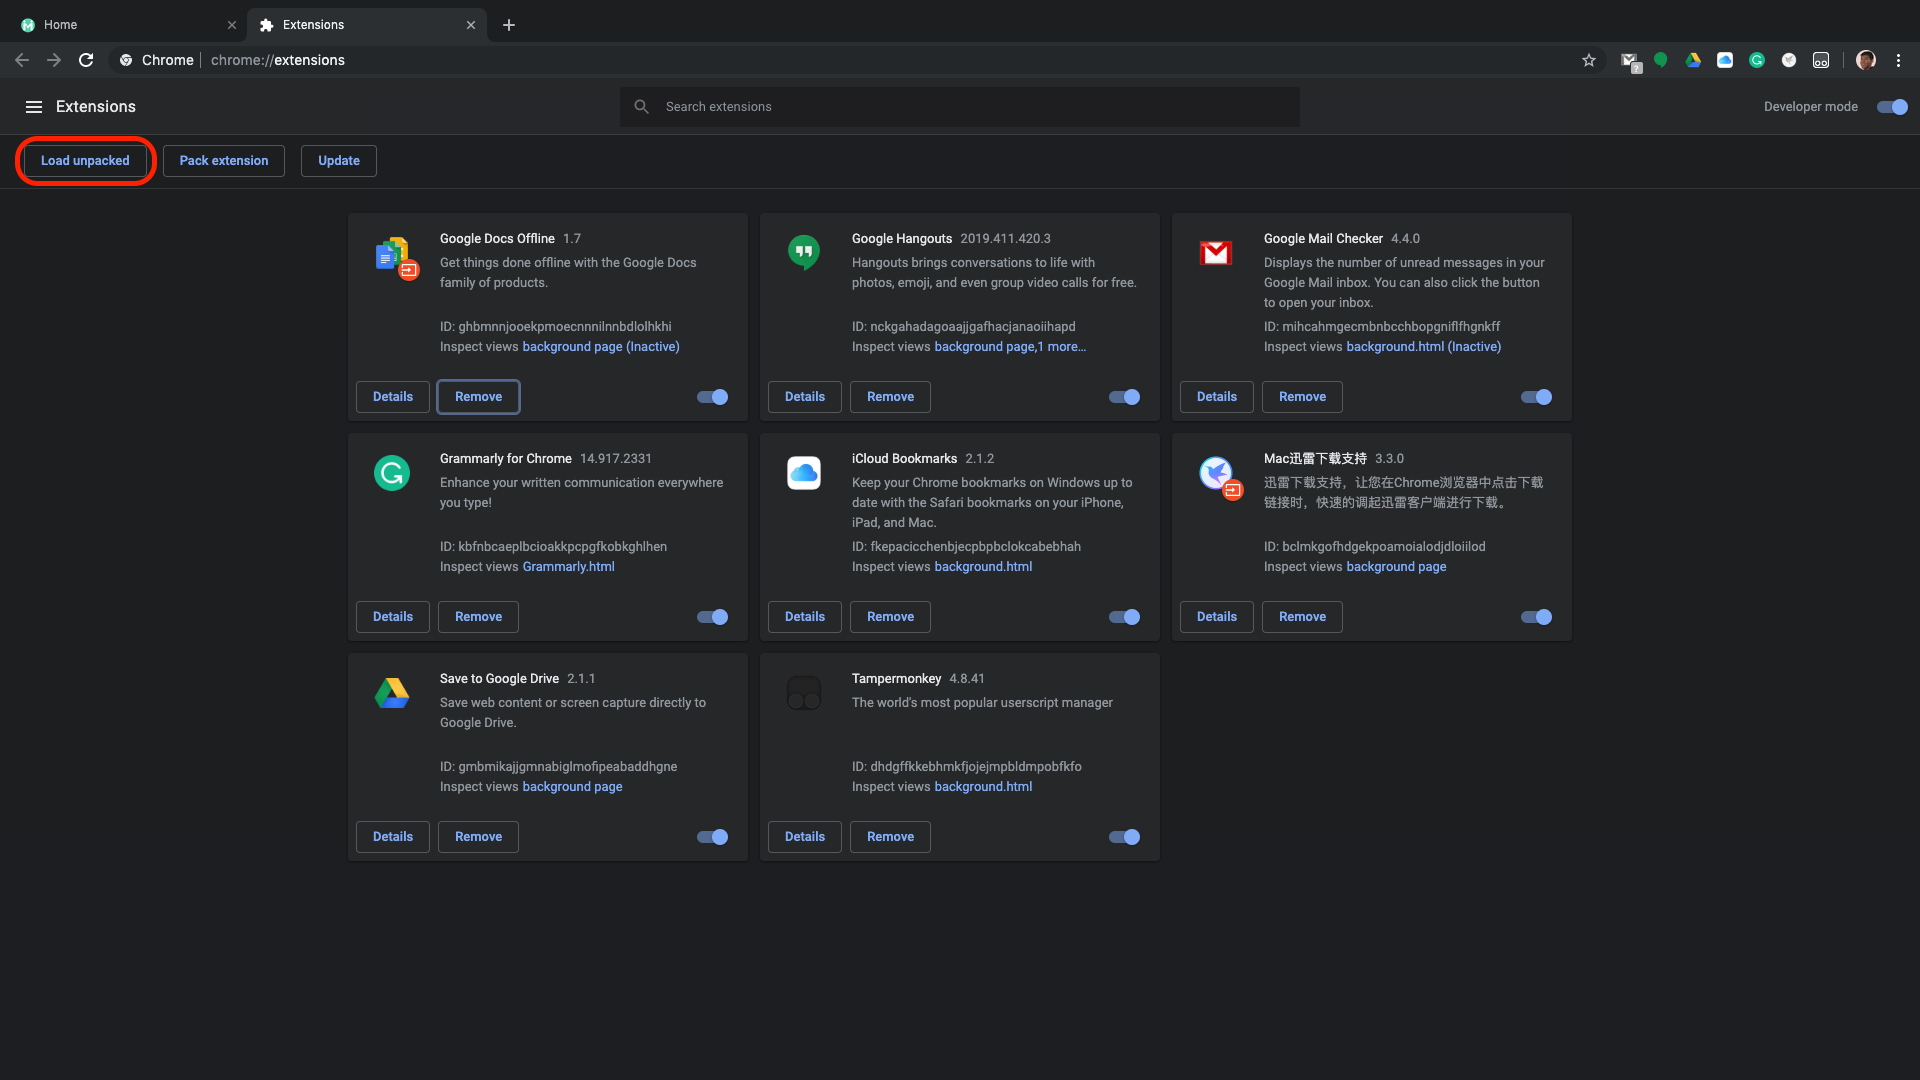 Home
Extensions
Chrome
chrome://extensions
?
Extensions
Search extensions
Developer mode
Load unpacked
Pack extension
Update
Google Docs Offline 1.7
Get things done offline with the Google Docs
family of products.
ID: ghbmnnjooekpmoecnnnilnnbdlolhkhi
Inspect views background page (Inactive)
Details
Remove
Google Hangouts 2019.411.420.3
Hangouts brings conversations to life with
photos, emoji, and even group video calls for free.
ID: nckgahadagoaajjgafhacjanaoiihapd
Inspect views background page,1 more...
Details
Remove
Google Mail Checker 4.4.0
Displays the number of unread messages in your
Google Mail inbox. You can also click the button
to open your inbox.
ID: mihcahmgecmbnbcchbopgniflfhgnkff
Inspect views background.html (Inactive)
Details
Remove
Grammarly for Chrome 14.917.2331
Enhance your written communication everywhere
you type!
ID: kbfnbcaeplbcioakkpcpgfkobkghlhen
Inspect views Grammarly.html
Details
Remove
iCloud Bookmarks 2.1.2
Keep your Chrome bookmarks on Windows up to
date with the Safari bookmarks on your iPhone,
iPad, and Mac.
ID: fkepacicchenbjecpbpbclokcabebhah
Inspect views background.html
Details
Remove
Mac迅雷下载支持 3.3.0
迅雷下载支持，让您在Chrome浏览器中点击下载
链接时，快速的调起迅雷客户端进行下载。
ID: bclmkgofhdgekpoamoialodjdloiilod
Inspect views background page
Details
Remove
Save to Google Drive 2.1.1
Save web content or screen capture directly to
Google Drive.
ID: gmbmikajjgmnabiglmofipeabaddhgne
Inspect views background page
Details
Remove
Tampermonkey 4.8.41
The world's most popular userscript manager
ID: dhdgffkkebhmkfjojejmpbldmpobfkfo
Inspect views background.html
Details
Remove